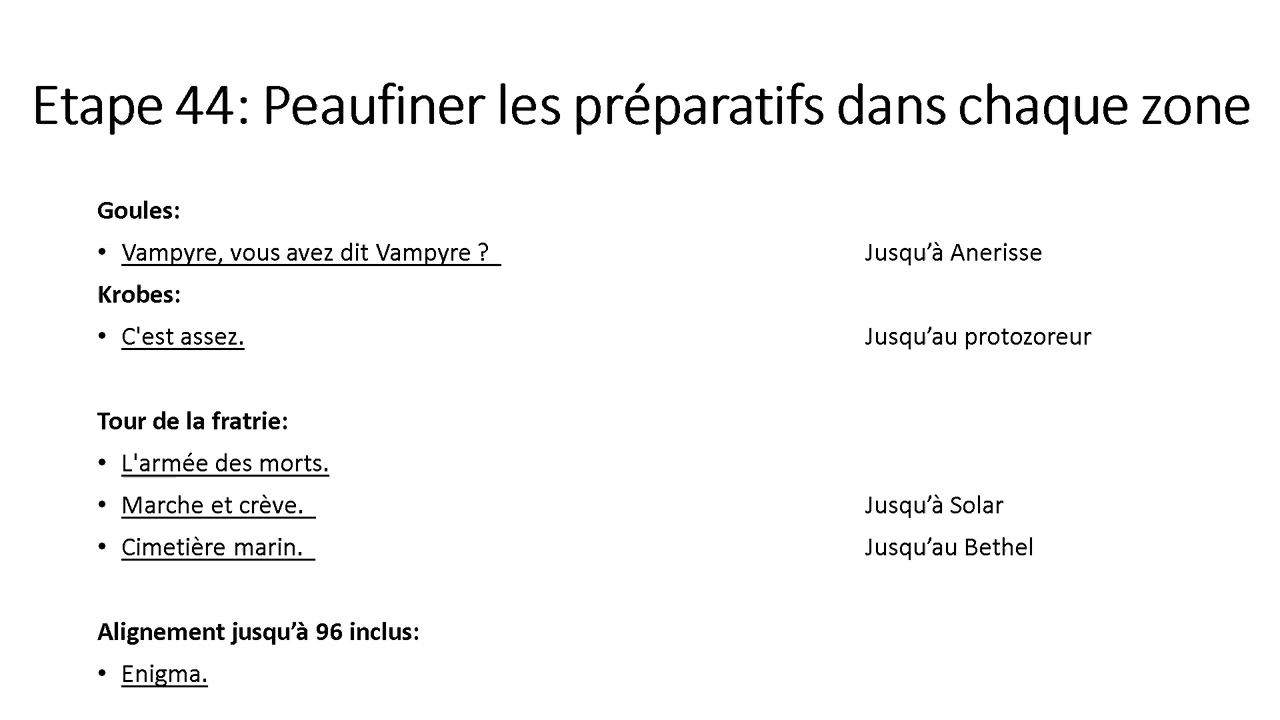 Etape 44: Peaufiner les préparatifs dans chaque zone
Goules:
• Vampyre, vous avez dit Vampyre ? Jusqu’à Anerisse
Krobes:
• C'est assez. Jusqu’au protozoreur
Tour de la fratrie:
• L'armée des morts.
• Marche et crève. Jusqu’à Solar
• Cimetière marin. Jusqu’au Bethel
Alignement jusqu’à 96 inclus:
• Enigma.